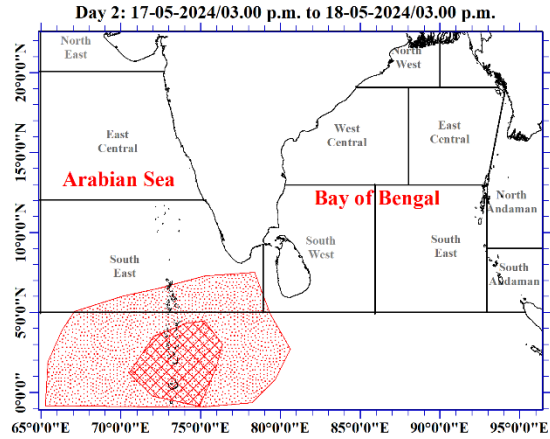 Day 2: 17-05-2024/03.00 p.m. to 18-05-2024/03.00 p.m.
North
East
North
West
East
Central
West
Central
East
Central
Arabian Sea
Bay of Bengal
North
Andaman
South
East
South
West
South
East
South
Andaman
20°0'0"N
15°0'0"N
10°0'0"N
5°0'0"N
0°0'0"
65°0'0"E
70°0'0"E
75°0'0"E
80°0'0"E
85°0'0"E
90°0'0"E
95°0'0"E